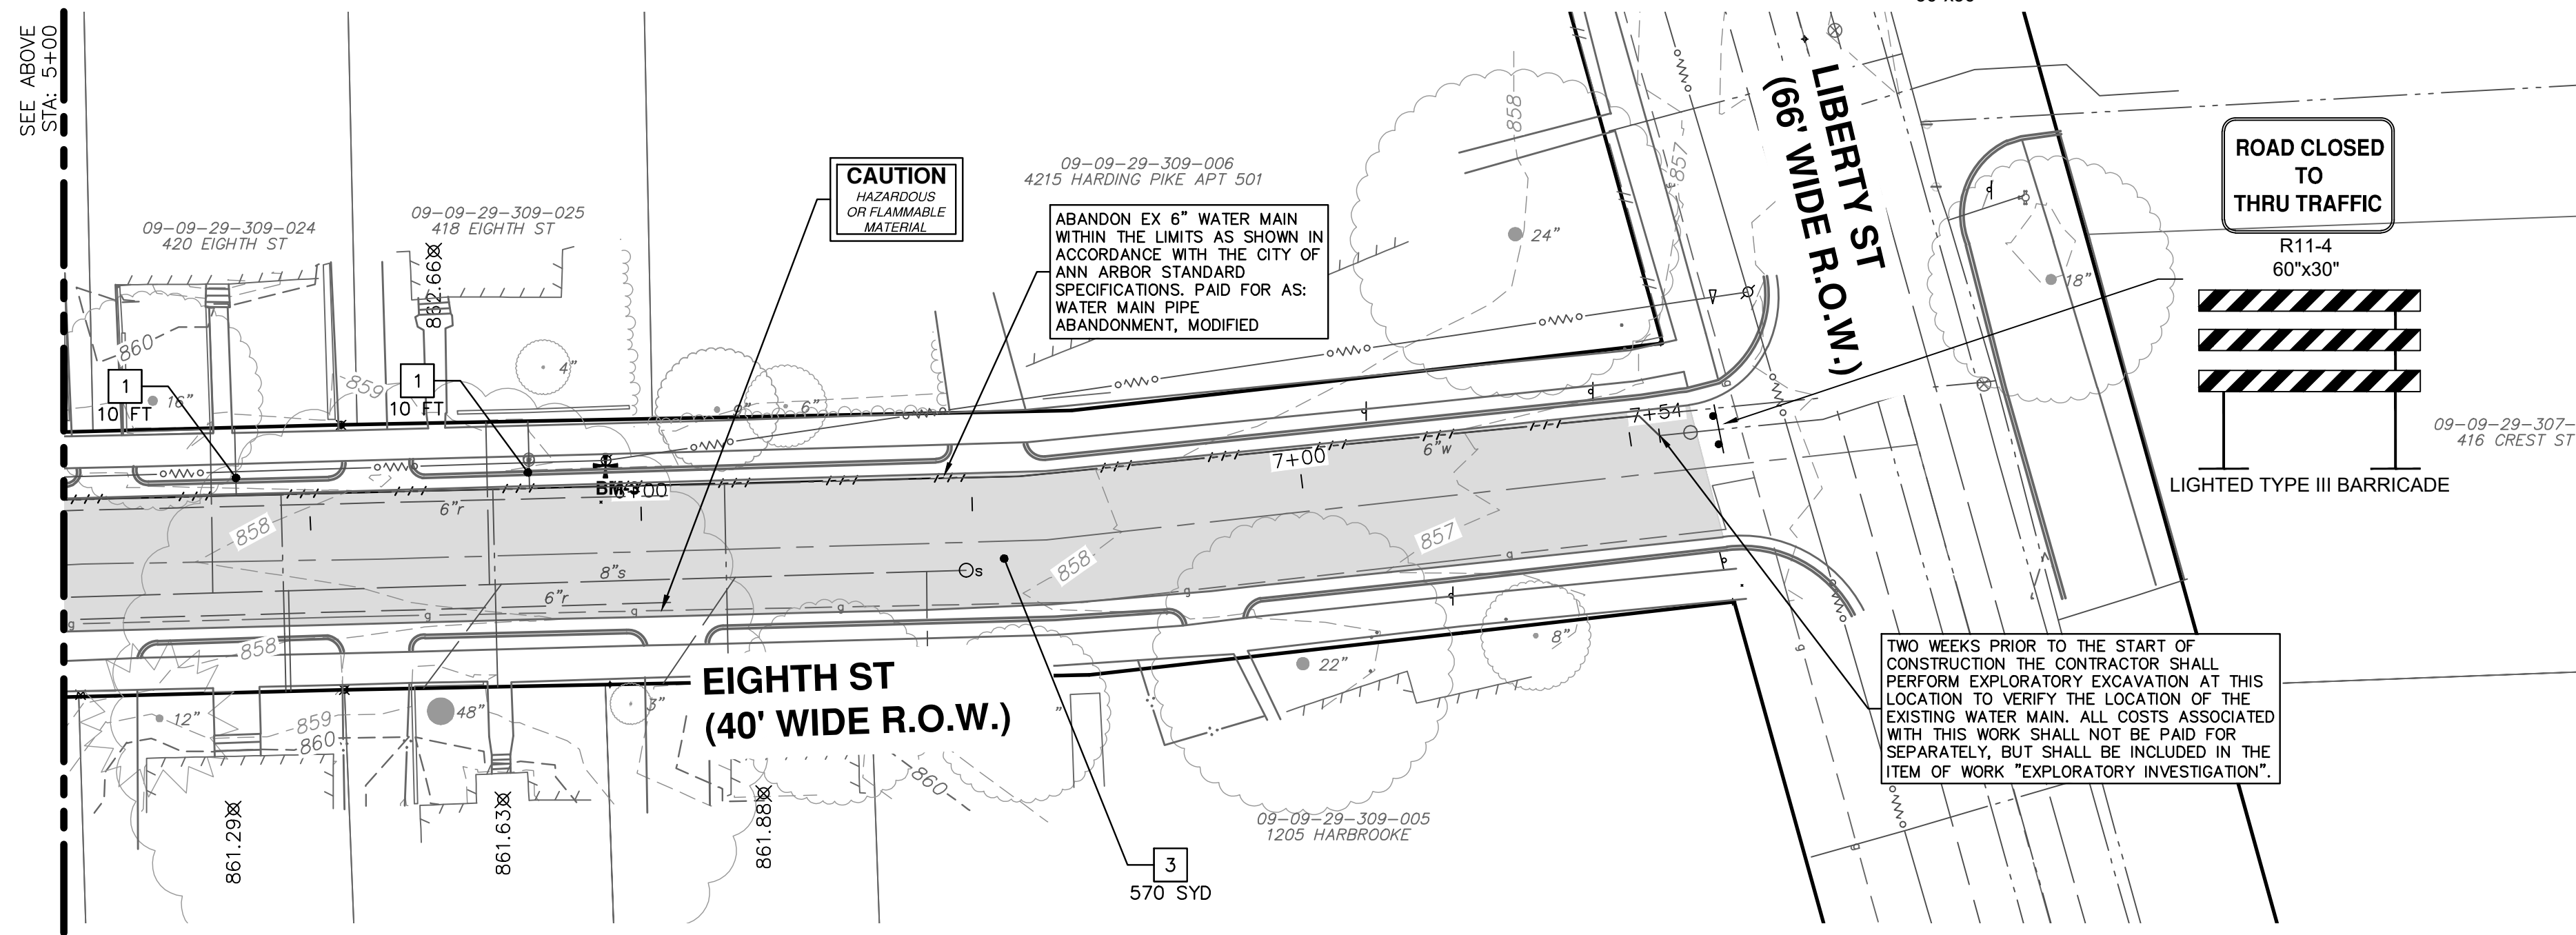 SEE ABOVE
STA: 5+00
09-09-29-309-024
420 EIGHTH ST
09-09-29-309-025
418 EIGHTH ST
862.66
CAUTION
HAZARDOUS
OR FLAMMABLE
MATERIAL
09-09-29-309-006
4215 HARDING PIKE APT 501
ABANDON EX 6" WATER MAIN
WITHIN THE LIMITS AS SHOWN IN
ACCORDANCE WITH THE CITY OF
ANN ARBOR STANDARD
SPECIFICATIONS. PAID FOR AS:
WATER MAIN PIPE
ABANDONMENT, MODIFIED
858
24"
857
LIBERTY ST
(66' WIDE R.O.W.)
18"
ROAD CLOSED
TO
THRU TRAFFIC
R11-4
60"x30"
LIGHTED TYPE III BARRICADE
09-09-29-307-
416 CREST ST
860
1
10 FT
16"
859
1
10 FT
4"
6"
7+54
7+00
6"w
BM-3
6"r
858
8"s
6"r
s
858
857
g
g
g
g
g
g
858
EIGHTH ST
(40' WIDE R.O.W.)
12"
859
860
48"
3"
22"
8"
860
861.29
861.63
861.88
09-09-29-309-005
1205 HARBROOKE
3
570 SYD
TWO WEEKS PRIOR TO THE START OF
CONSTRUCTION THE CONTRACTOR SHALL
PERFORM EXPLORATORY EXCAVATION AT THIS
LOCATION TO VERIFY THE LOCATION OF THE
EXISTING WATER MAIN. ALL COSTS ASSOCIATED
WITH THIS WORK SHALL NOT BE PAID FOR
SEPARATELY, BUT SHALL BE INCLUDED IN THE
ITEM OF WORK "EXPLORATORY INVESTIGATION".